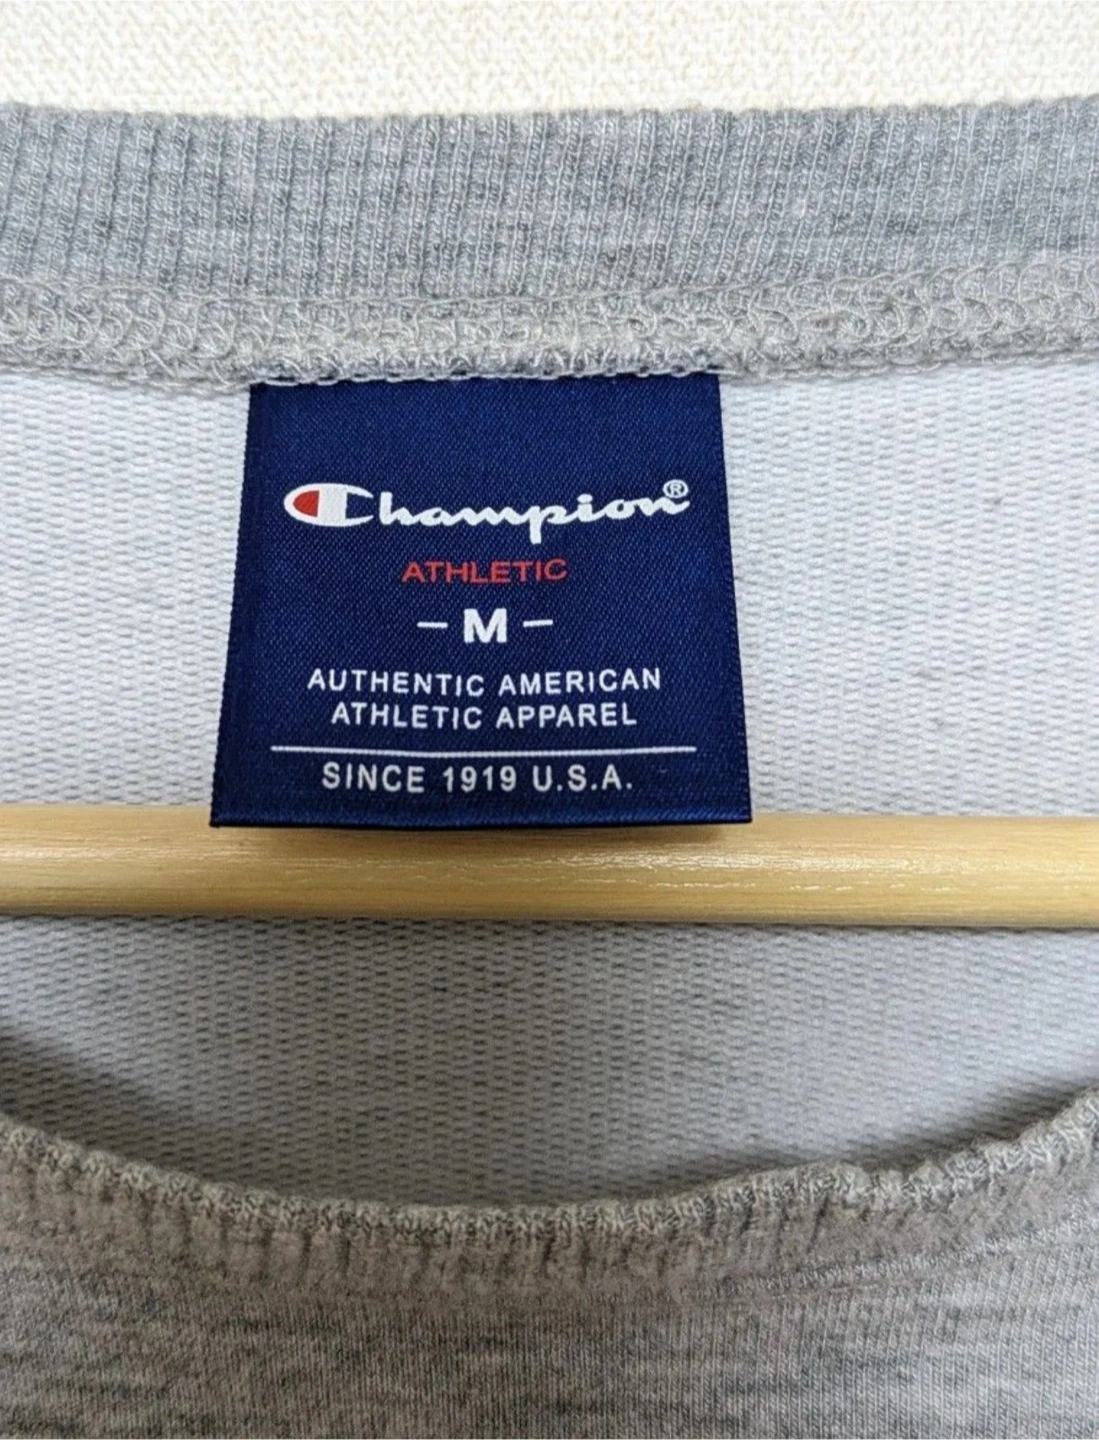 Champion®
ATHLETIC
- M -
AUTHENTIC AMERICAN
ATHLETIC APPAREL
SINCE 1919 U.S.A.